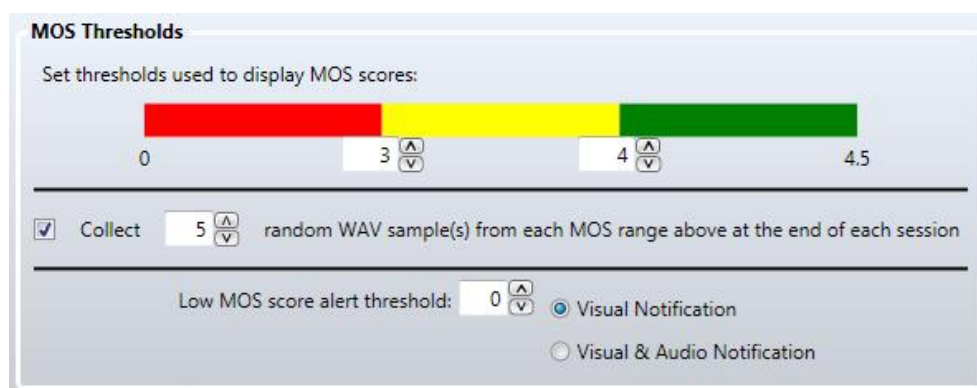 MOS Thresholds
Set thresholds used to display MOS scores:
0 3 4 4.5
Collect 5 random WAV sample(s) from each MOS range above at the end of each session
Low MOS score alert threshold: 0 Visual Notification
Visual & Audio Notification